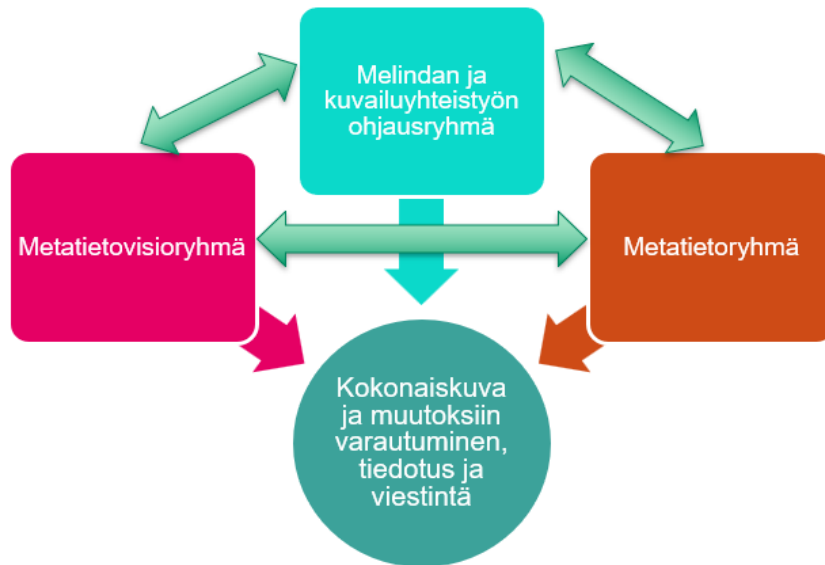 Melindan ja
kuvailuyhteistyön
ohjausryhmä
Metatietovisioryhmä
Metatietoryhmä
Kokonaiskuva
ja muutoksiin
varautuminen,
tiedotus ja
viestintä